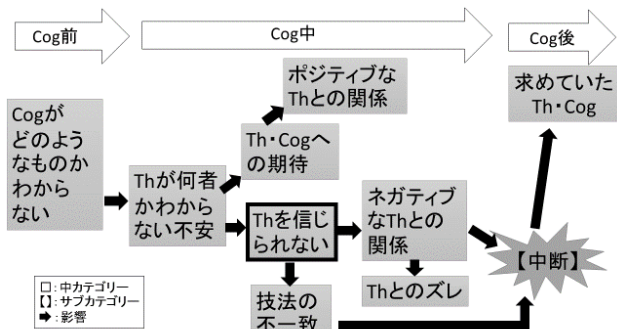 Cog前
Cog中
Cog後
Cogが
どのよう
なものか
わから
ない
Thが何者
かわから
ない不安
Th・Cogへ
の期待
ポジティブな
Thとの関係
Thを信じ
られない
技法の
不一致
ネガティブ
なThとの
関係
Thとのズレ
【中断】
求めていた
Th・Cog
□:中カテゴリー
【】:サブカテゴリー
➡:影響